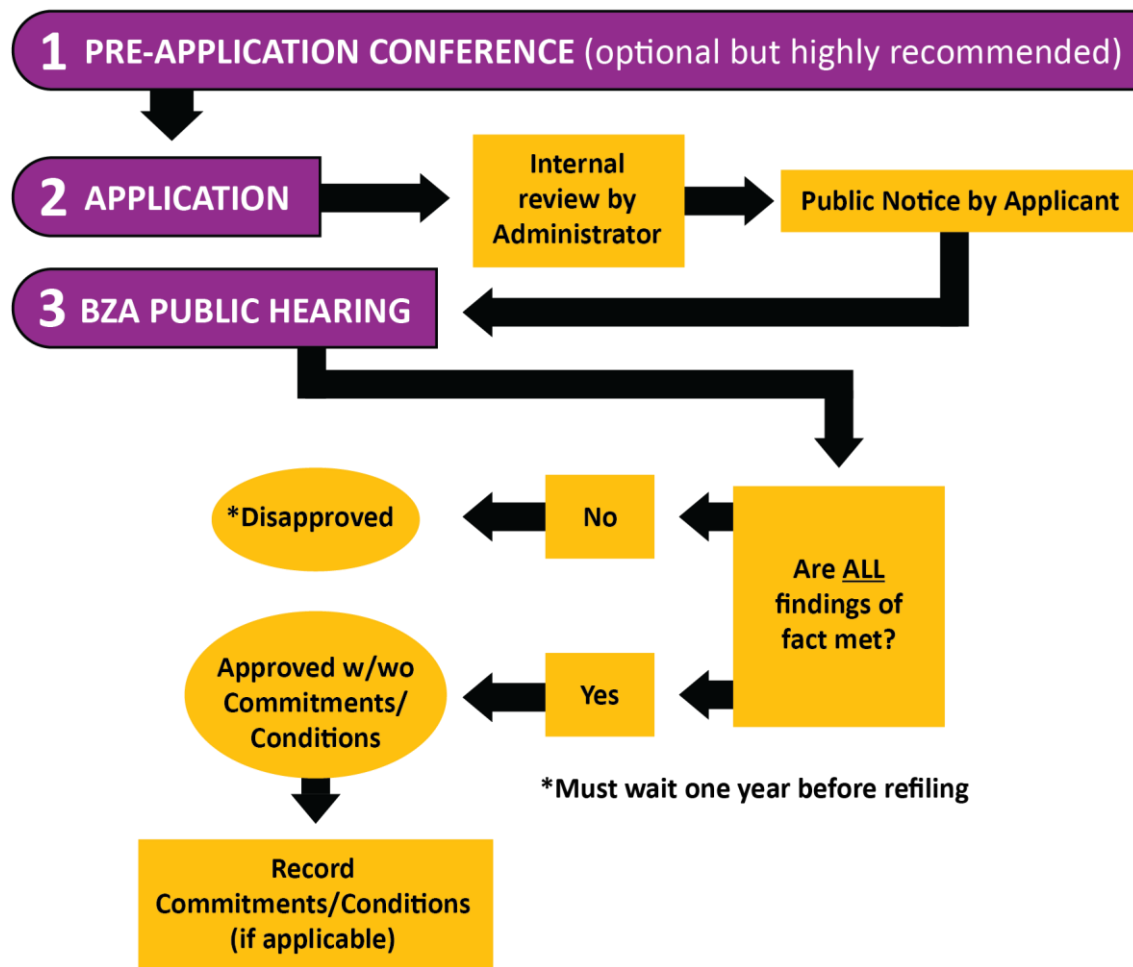 1 PRE-APPLICATION CONFERENCE (optional but highly recommended)
2 APPLICATION
Internal
review by
Administrator
Public Notice by Applicant
3 BZA PUBLIC HEARING
*Disapproved
No
Are ALL
findings of
fact met?
Approved w/wo
Commitments/
Conditions
Yes
*Must wait one year before refiling
Record
Commitments/Conditions
(if applicable)